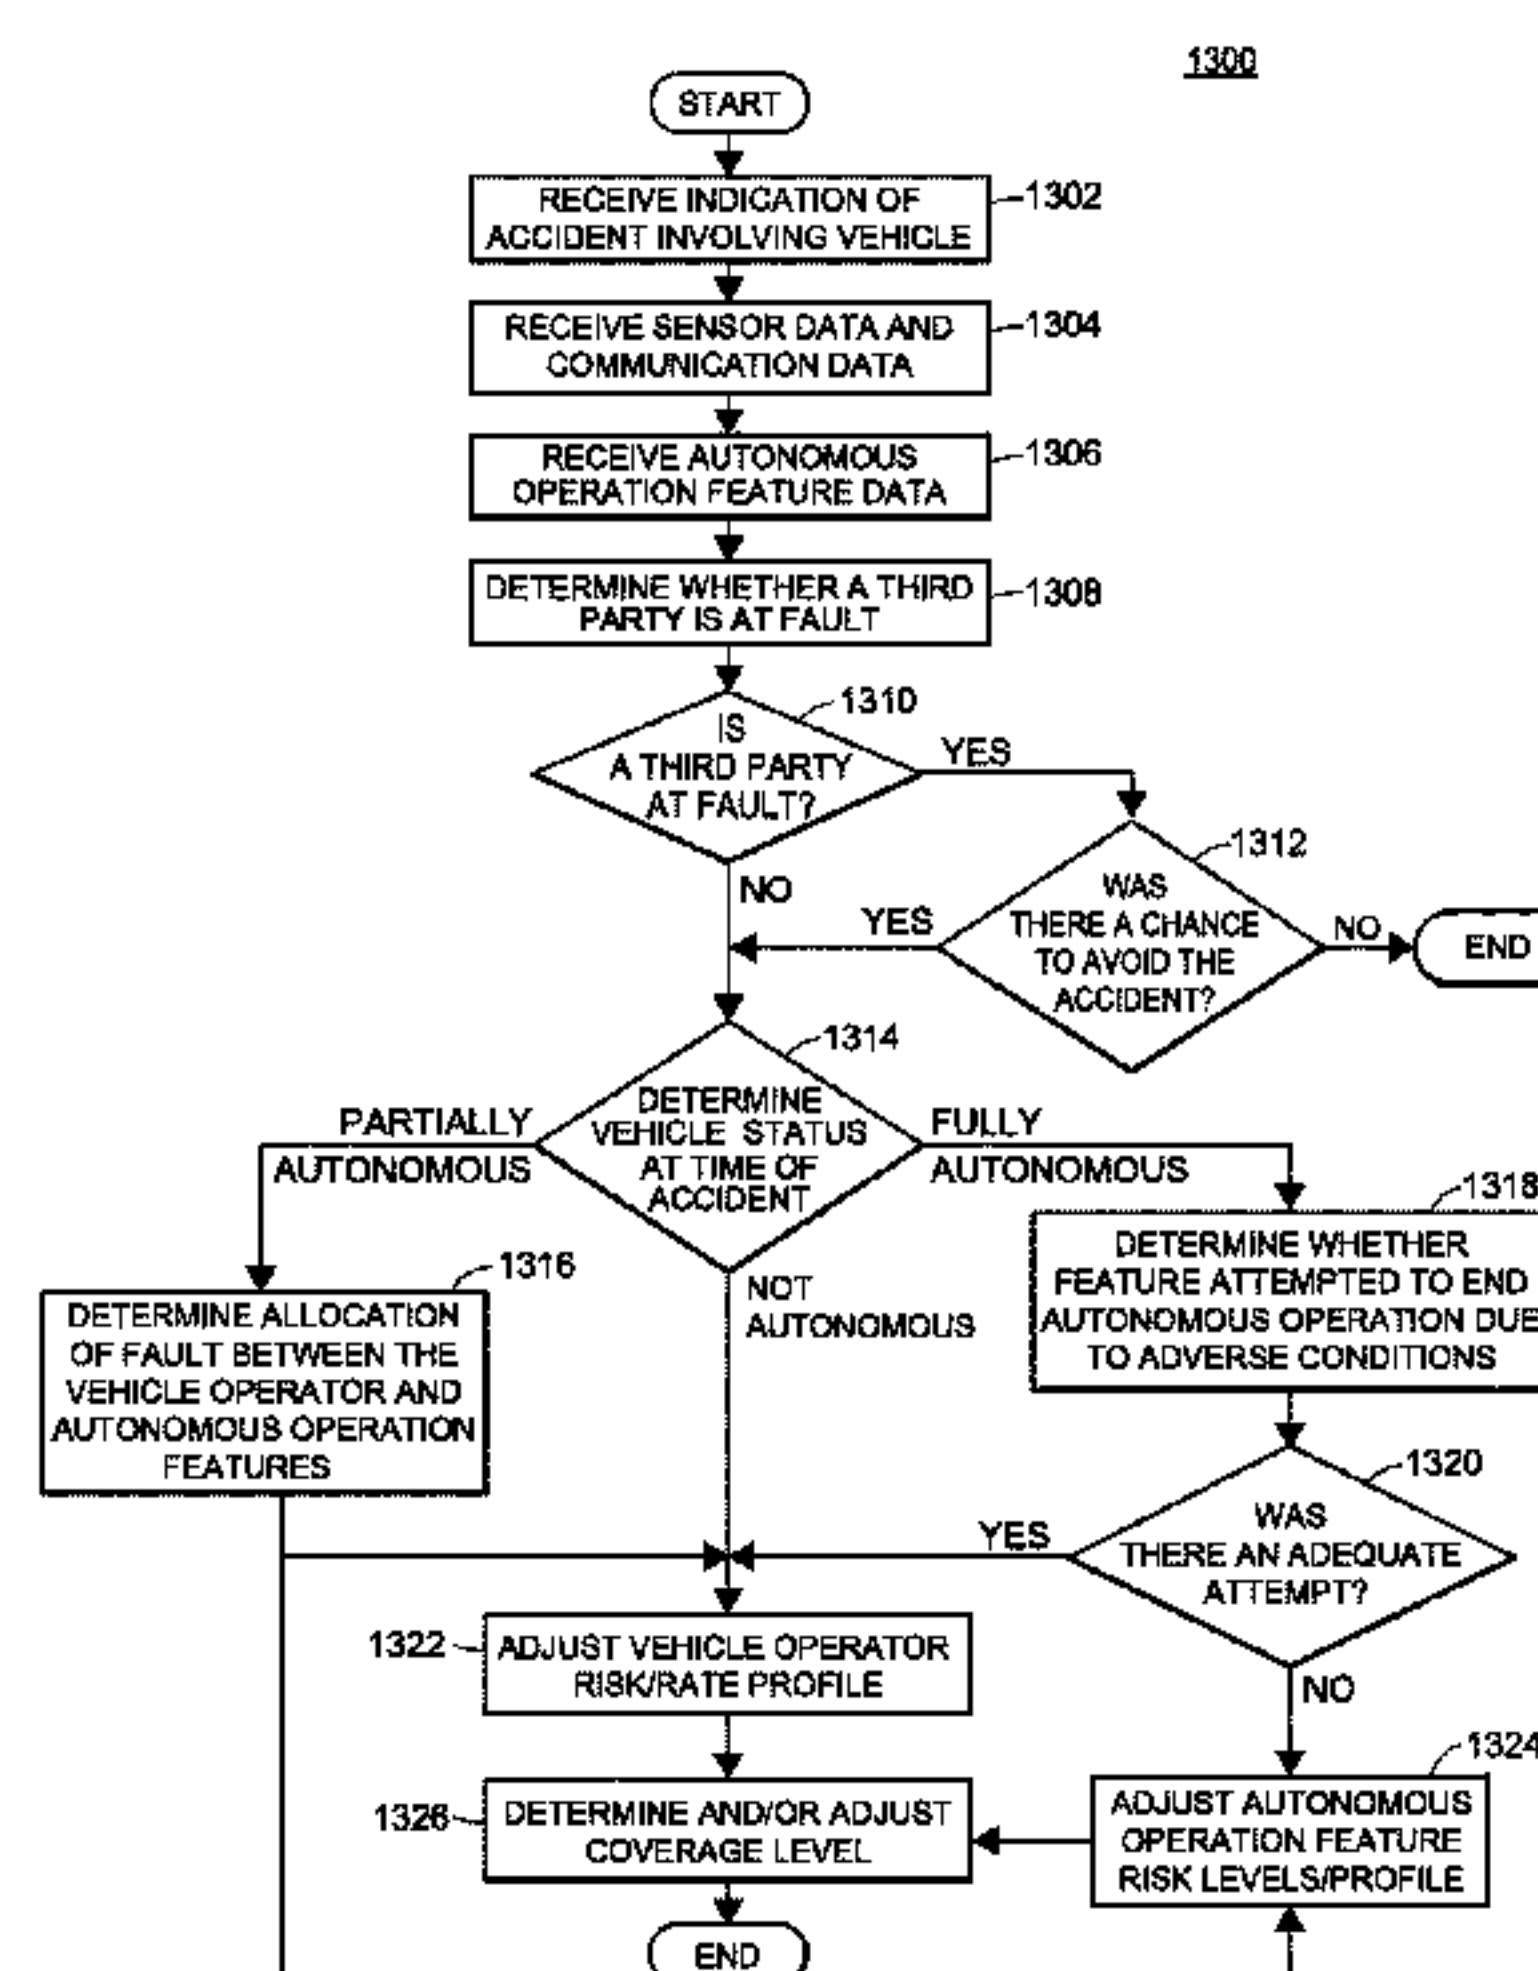 1300
START
RECEIVE INDICATION OF
ACCIDENT INVOLVING VEHICLE
1302
RECEIVE SENSOR DATA AND
COMMUNICATION DATA
1304
RECEIVE AUTONOMOUS
OPERATION FEATURE DATA
1306
DETERMINE WHETHER A THIRD
PARTY IS AT FAULT
1308
1310
IS
A THIRD PARTY
AT FAULT?
YES
NO
1312
WAS
THERE A CHANCE
TO AVOID THE
ACCIDENT?
YES
NO
END
1314
DETERMINE
VEHICLE STATUS
AT TIME OF
ACCIDENT
PARTIALLY
AUTONOMOUS
FULLY
AUTONOMOUS
NOT
AUTONOMOUS
1316
DETERMINE ALLOCATION
OF FAULT BETWEEN THE
VEHICLE OPERATOR AND
AUTONOMOUS OPERATION
FEATURES
1318
DETERMINE WHETHER
FEATURE ATTEMPTED TO END
AUTONOMOUS OPERATION DUE
TO ADVERSE CONDITIONS
1320
WAS
THERE AN ADEQUATE
ATTEMPT?
YES
NO
1322
ADJUST VEHICLE OPERATOR
RISK/RATE PROFILE
1324
ADJUST AUTONOMOUS
OPERATION FEATURE
RISK LEVELS/PROFILE
1326
DETERMINE AND/OR ADJUST
COVERAGE LEVEL
END